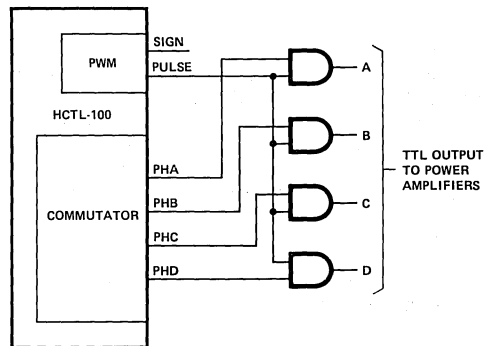 SIGN
PWM
PULSE
A
HCTL-100
B
TTL OUTPUT
TO POWER
AMPLIFIERS
PHA
PHB
C
COMMUTATOR
PHC
PHD
D